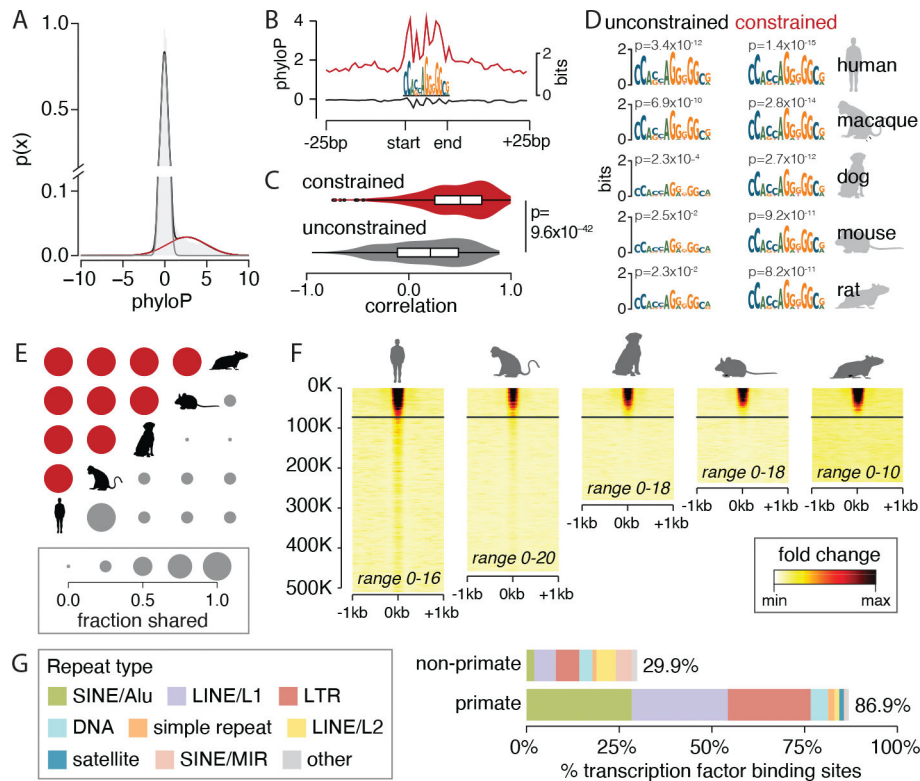 A
1.0
0.5
0.1
0.0
p(x)
−10
−5
0
5
10
phyloP
B
phyloP
4
2
0
2
0
bits
-25bp
start
end
+25bp
C
constrained
unconstrained
p=
9.6x10⁻⁴²
−1.0
0.0
1.0
correlation
D
unconstrained constrained
bits
2
0
p=3.4x10⁻¹²
p=1.4x10⁻¹⁵
human
2
0
p=6.9x10⁻¹⁰
p=2.8x10⁻¹⁴
macaque
2
0
p=2.3x10⁻⁴
p=2.7x10⁻¹²
dog
2
0
p=2.5x10⁻²
p=9.2x10⁻¹¹
mouse
2
0
p=2.3x10⁻²
p=8.2x10⁻¹¹
rat
E
0.0
0.5
1.0
fraction shared
F
0K
100K
200K
300K
400K
500K
range 0-16
range 0-20
range 0-18
range 0-18
range 0-10
-1kb 0kb +1kb
-1kb 0kb +1kb
-1kb 0kb +1kb
-1kb 0kb +1kb
-1kb 0kb +1kb
fold change
min
max
G
Repeat type
SINE/Alu
LINE/L1
LTR
DNA
simple repeat
LINE/L2
satellite
SINE/MIR
other
non-primate
29.9%
primate
86.9%
0%
25%
50%
75%
100%
% transcription factor binding sites